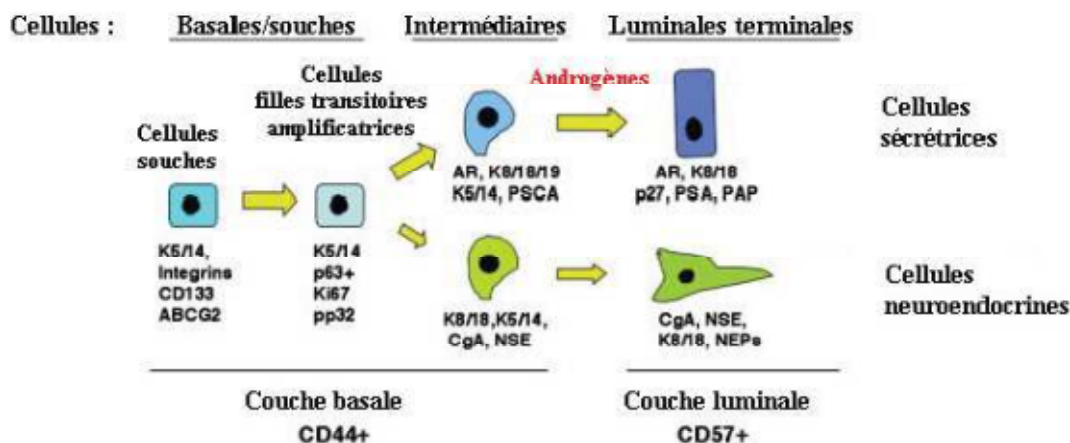 Cellules : Basales/souches Intermédiaires Luminales terminales
Cellules
filles transitoires
amplificatrices
Androgènes
Cellules
souches
Cellules
sécrétrices
AR, K8/18/19
K5/14, PSCA
AR, K8/18
p27, PSA, PAP
K5/14,
Integrins
CD133
ABCG2
K5/14
p63+
Ki67
pp32
K8/18,K5/14,
CgA, NSE
CgA, NSE,
K8/18, NEPs
Cellules
neuroendocrines
Couche basale
CD44+
Couche luminale
CD57+